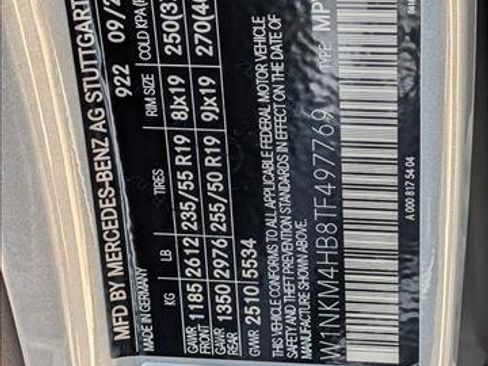 MFD BY MERCEDES-BENZ AG STUTTGART
MADE IN GERMANY 922 09/2
KG LB TIRES RIM SIZE COLD KPA(
GAWR FRONT 1185 2612 235/55 R19 8Jx19 250(3
GAWR REAR 1350 2976 255/50 R19 9Jx19 270(4
GVWR 2510 5534
THIS VEHICLE CONFORMS TO ALL APPLICABLE FEDERAL MOTOR VEHICLE
SAFETY AND THEFT PREVENTION STANDARDS IN EFFECT ON THE DATE OF
MANUFACTURE SHOWN ABOVE.
W1NKM4HB8TF497769 TYPE MP
A 000 817 54 04